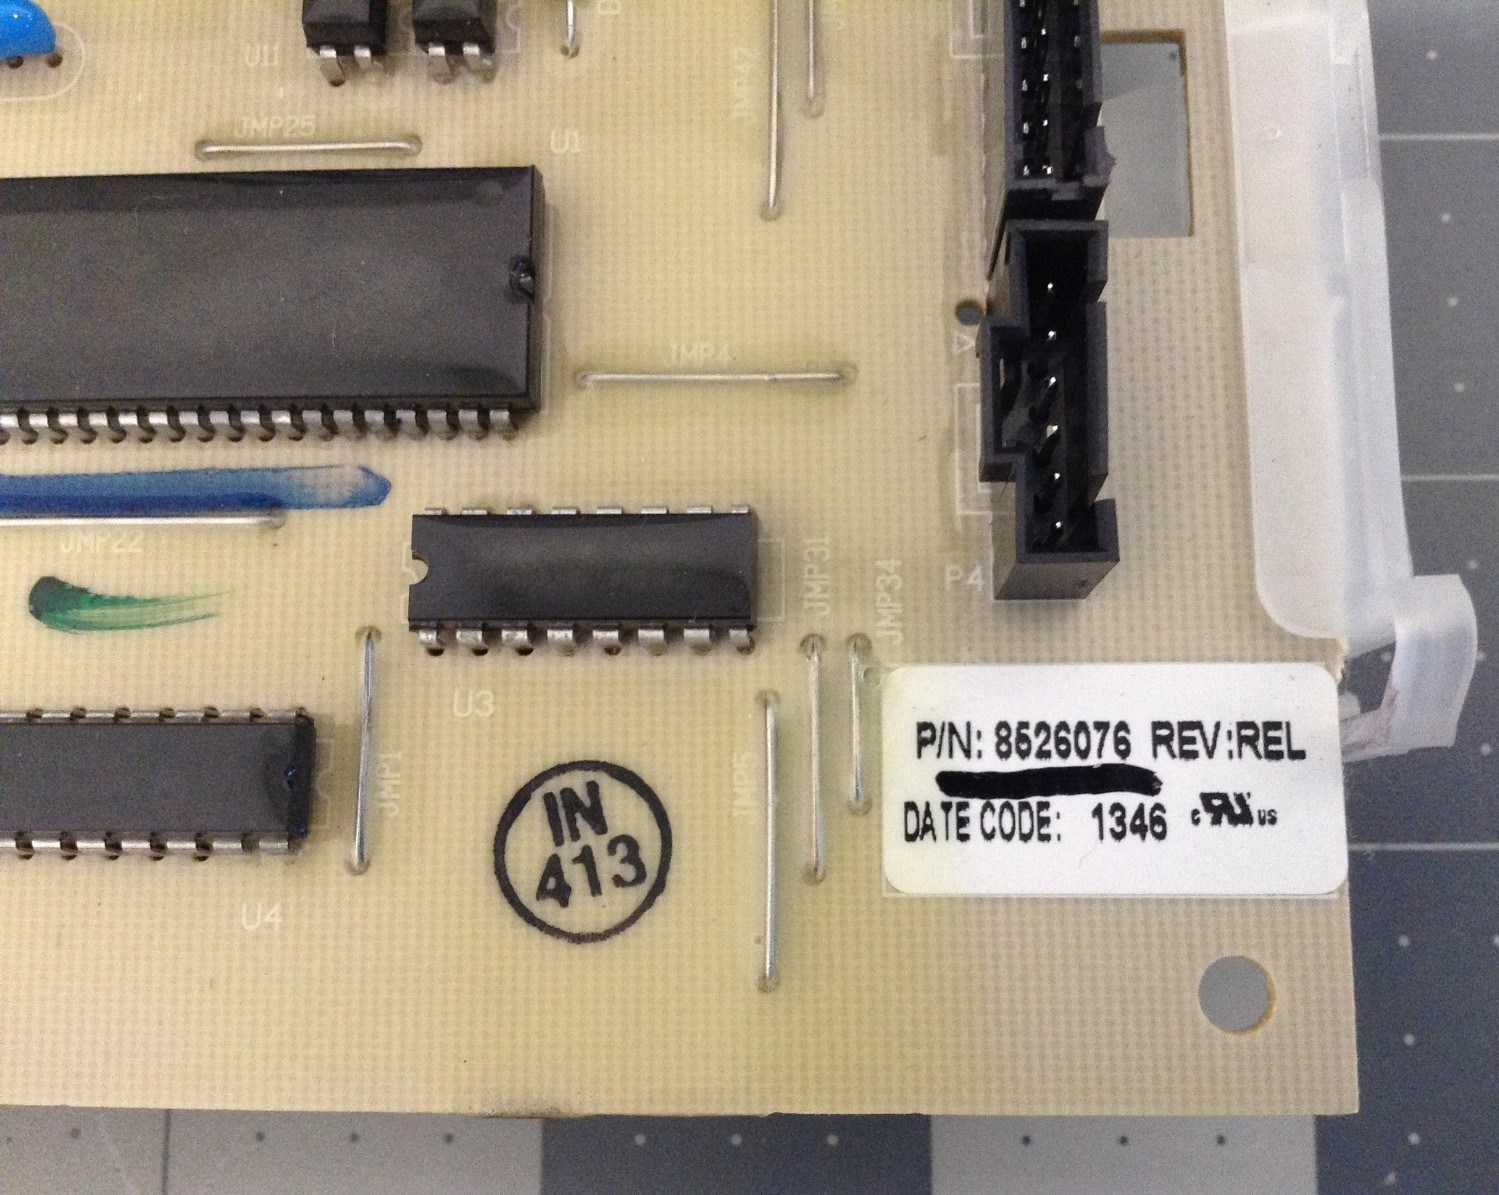 U11
JMP25
U1
JMP4
JMP22
JMP31
JMP34
P4
U3
JMP1
JMP5
U4
IN
413
P/N: 8526076 REV:REL
DATE CODE: 1346 c US